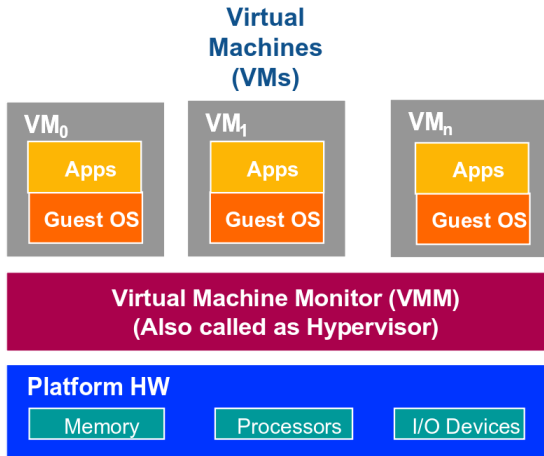 Virtual
Machines
(VMs)
VM0 VM1 VMn
Apps Apps Apps
Guest OS Guest OS Guest OS
Virtual Machine Monitor (VMM)
(Also called as Hypervisor)
Platform HW
Memory Processors I/O Devices